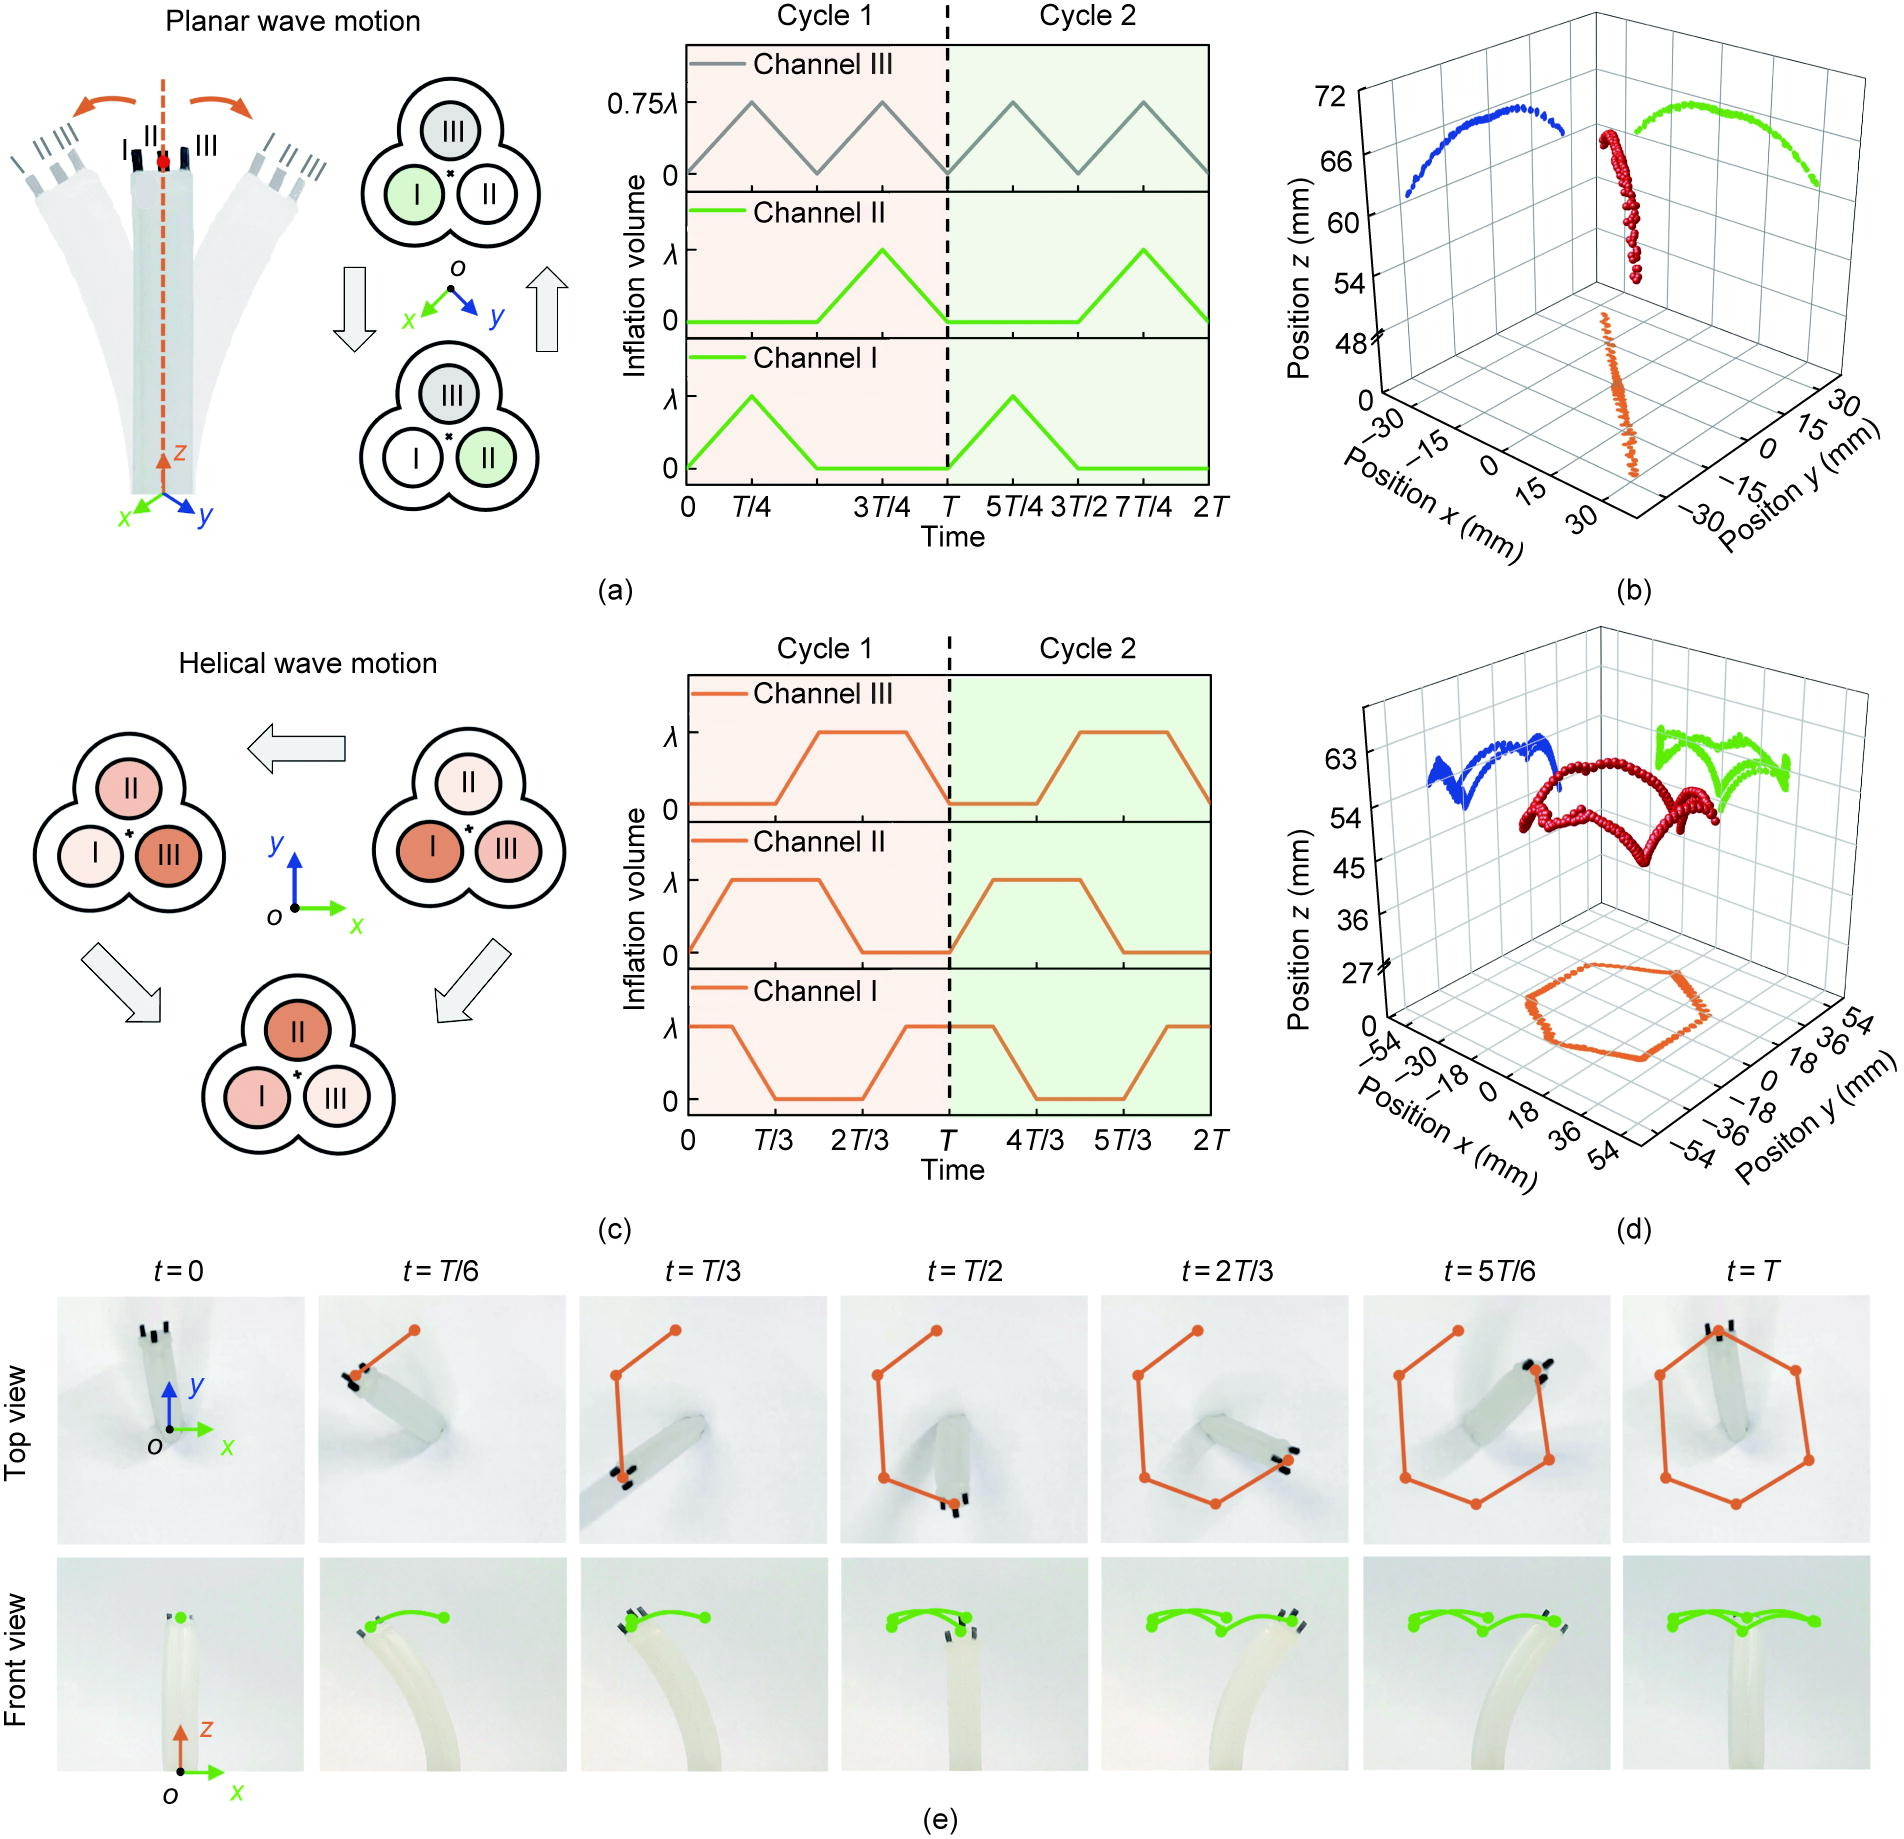 Planar wave motion
I II III
III
I II
o
x y
III
I II
z
x y
Cycle 1 Cycle 2
Channel III
0.75λ
0
Channel II
λ
0
Channel I
λ
0
Inflation volume
0 T/4 3T/4 T 5T/4 3T/2 7T/4 2T
Time
(a)
72
66
60
54
48
0
Position z (mm)
–30 –15 0 15 30
Position x (mm)
–30 –15 0 15 30
Positon y (mm)
(b)
Helical wave motion
II
I III
II
I III
y
o x
II
I III
Cycle 1 Cycle 2
Channel III
λ
0
Channel II
λ
0
Channel I
λ
0
Inflation volume
0 T/3 2T/3 T 4T/3 5T/3 2T
Time
(c)
63
54
45
36
27
0
Position z (mm)
–54 –30 –18 0 18 36 54
Position x (mm)
–54 –36 –18 0 18 36 54
Positon y (mm)
(d)
t = 0 t = T/6 t = T/3 t = T/2 t = 2T/3 t = 5T/6 t = T
Top view
y
o x
Front view
z
o x
(e)